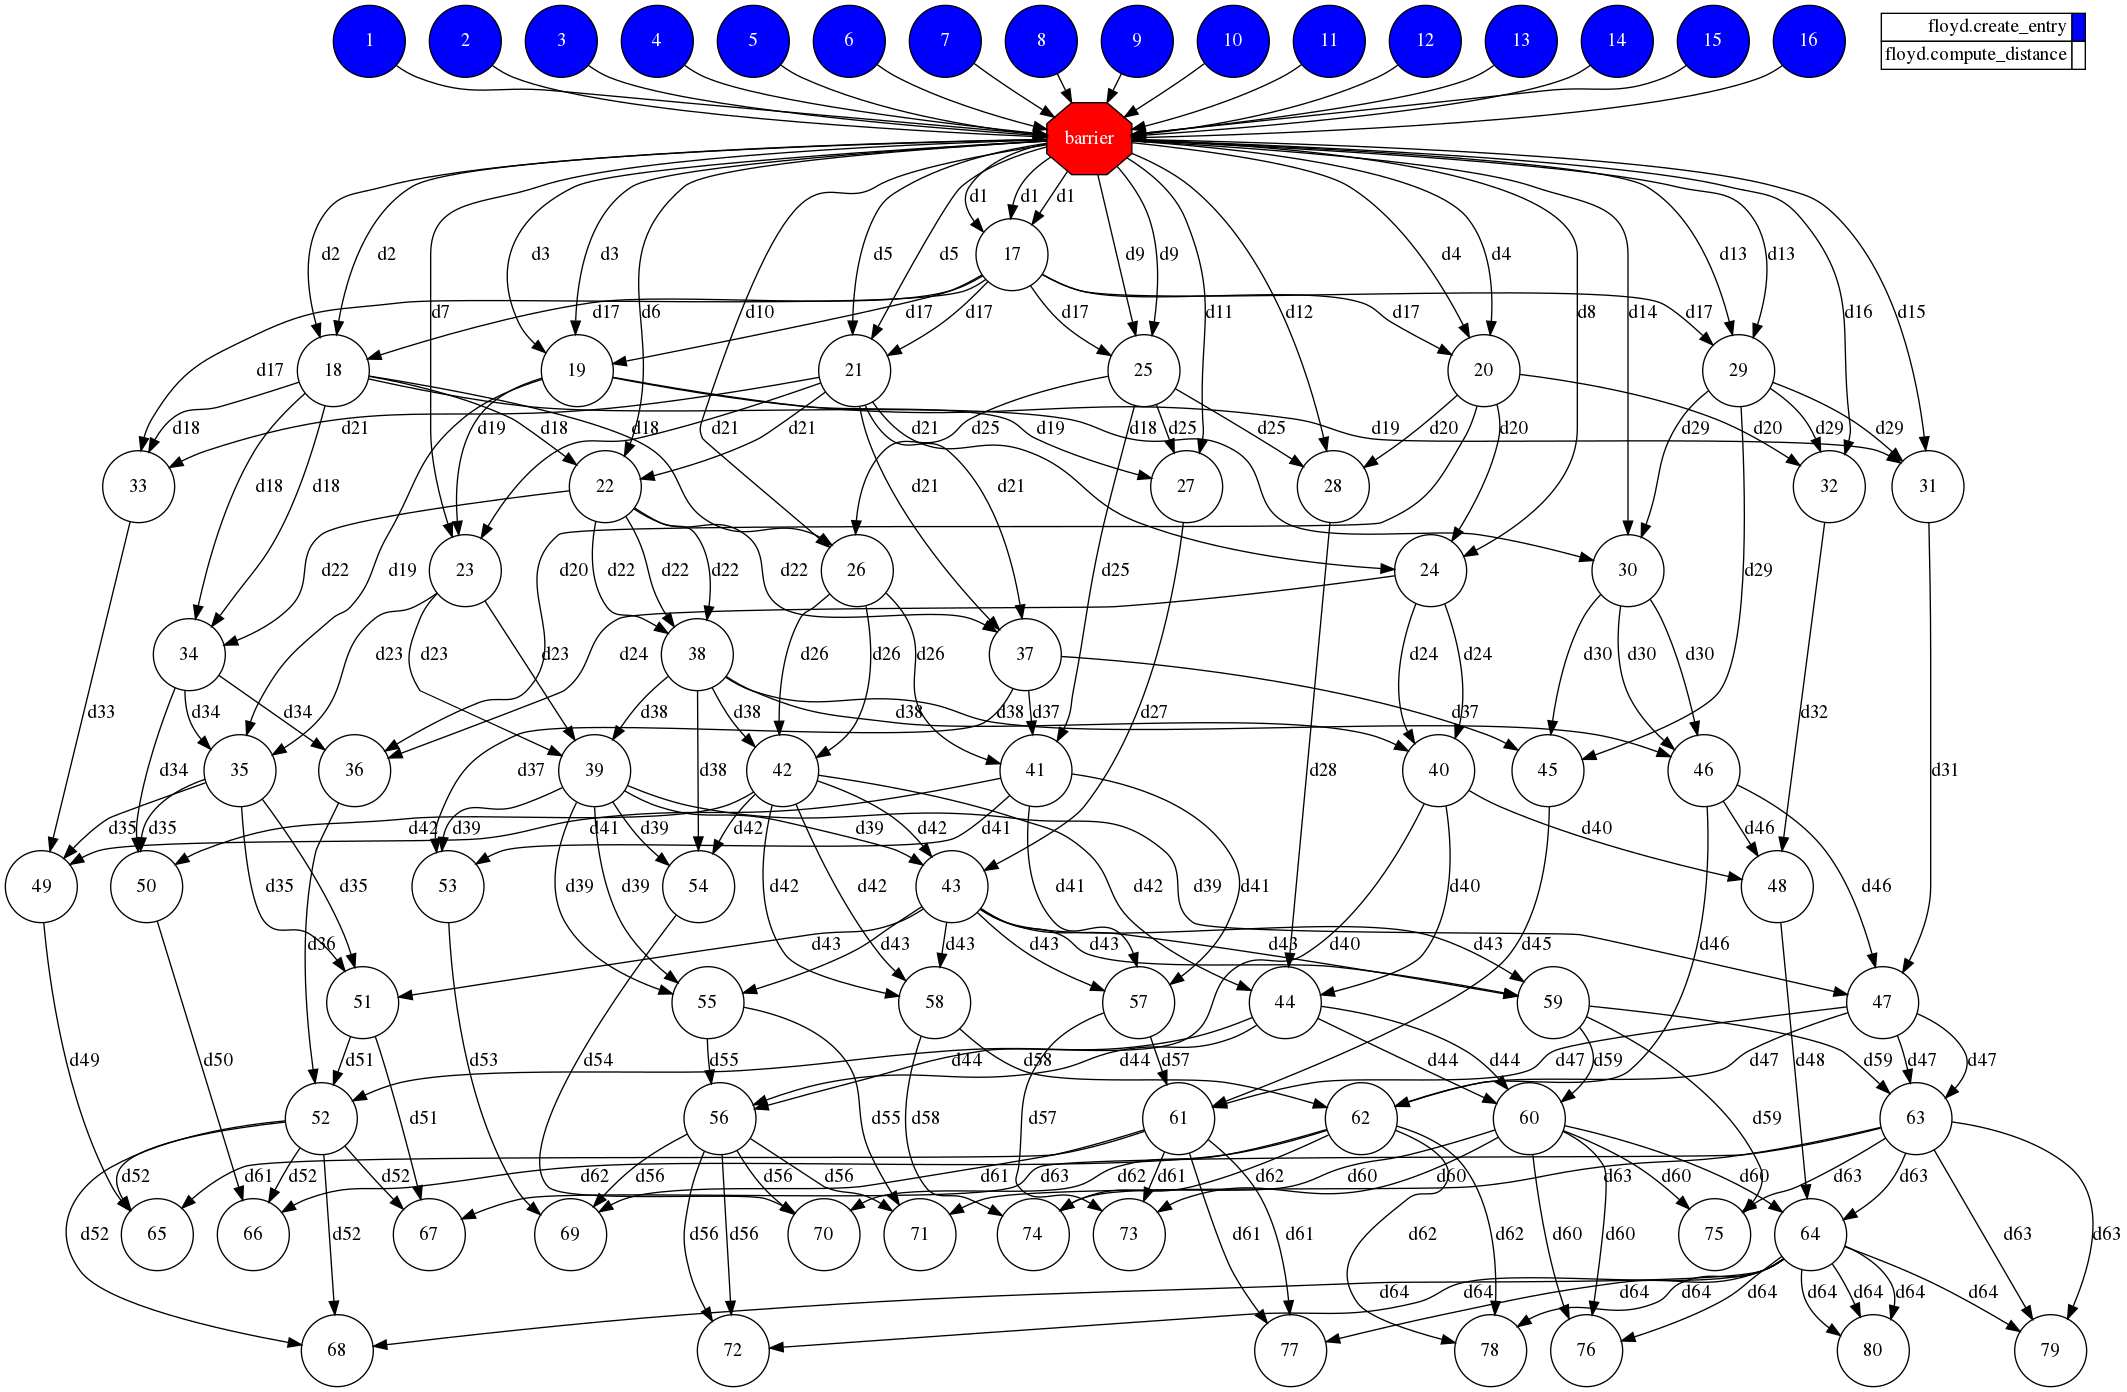 1 2 3 4 5 6 7 8 9 10 11 12 13 14 15 16
floyd.create_entry
floyd.compute_distance
barrier
d1 d1 d1
d2 d2 d3 d3 d5 d5 17 d9 d9 d4 d4 d13 d13
d7 d17 d6 d10 d17 d17 d17 d11 d12 d17 d8 d14 d17 d16 d15
d17 18 19 21 25 20 29
d18 d21 d19 d18 d18 d21 d21 d21 d25 d19 d18 d25 d25 d20 d19 d20 d29 d20 d29 d29
33 d18 d18 22 d21 d21 27 28 32 31
d22 d19 23 d20 d22 d22 d22 d22 26 d25 24 30 d29
34 d23 d23 d23 d24 38 d26 d26 d26 37 d24 d24 d30 d30 d30
d33 d34 d34 d38 d38 d38 d38 d37 d27 d37 d32
d34 35 36 d37 39 d38 42 41 d28 40 45 46 d31
d35 d35 d42 d39 d41 d39 d42 d39 d42 d41 d40 d46
49 50 d35 d35 53 d39 d39 54 d42 d42 43 d41 d42 d39 d41 d40 48 d46
d36 d43 d43 d43 d43 d43 d43 d40 d43 d45 d46
51 55 58 57 44 59 47
d49 d50 d51 d53 d54 d55 d44 d58 d44 d57 d44 d44 d59 d47 d47 d48 d59 d47 d47
52 d51 56 d55 d58 d57 61 62 60 d59 63
d52 d61 d52 d52 d62 d56 d56 d56 d61 d63 d62 d61 d62 d60 d60 d63 d60 d60 d63 d63
d52 65 66 d52 67 69 d56 d56 70 71 74 73 d61 d61 d62 d62 d60 d60 75 64 d63 d63
d64 d64 d64 d64 d64 d64 d64 d64 d64
68 72 77 78 76 80 79